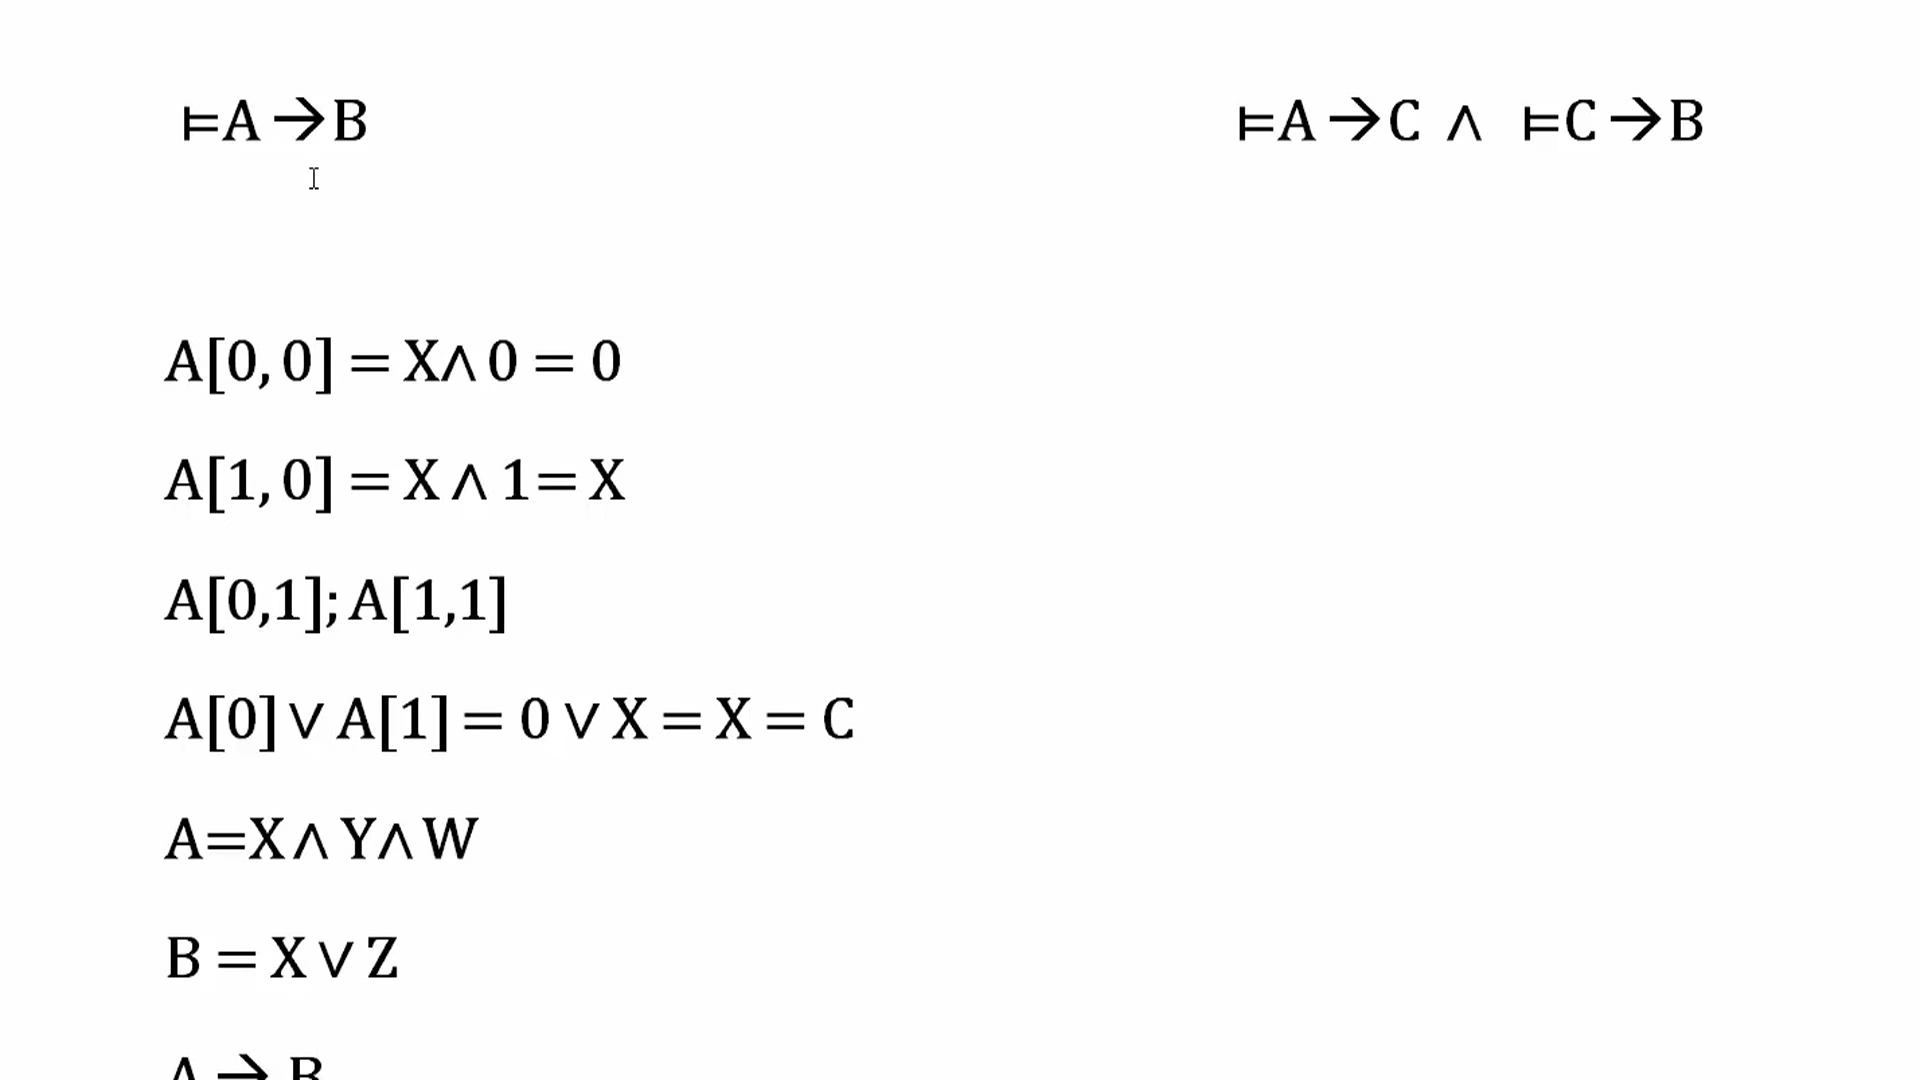 ⊨A→B ⊨A→C ∧ ⊨C→B
A[0, 0] = X∧0 = 0
A[1, 0] = X ∧ 1= X
A[0,1]; A[1,1]
A[0] ∨ A[1] = 0 ∨ X = X = C
A=X∧Y∧W
B = X ∨ Z
A → B